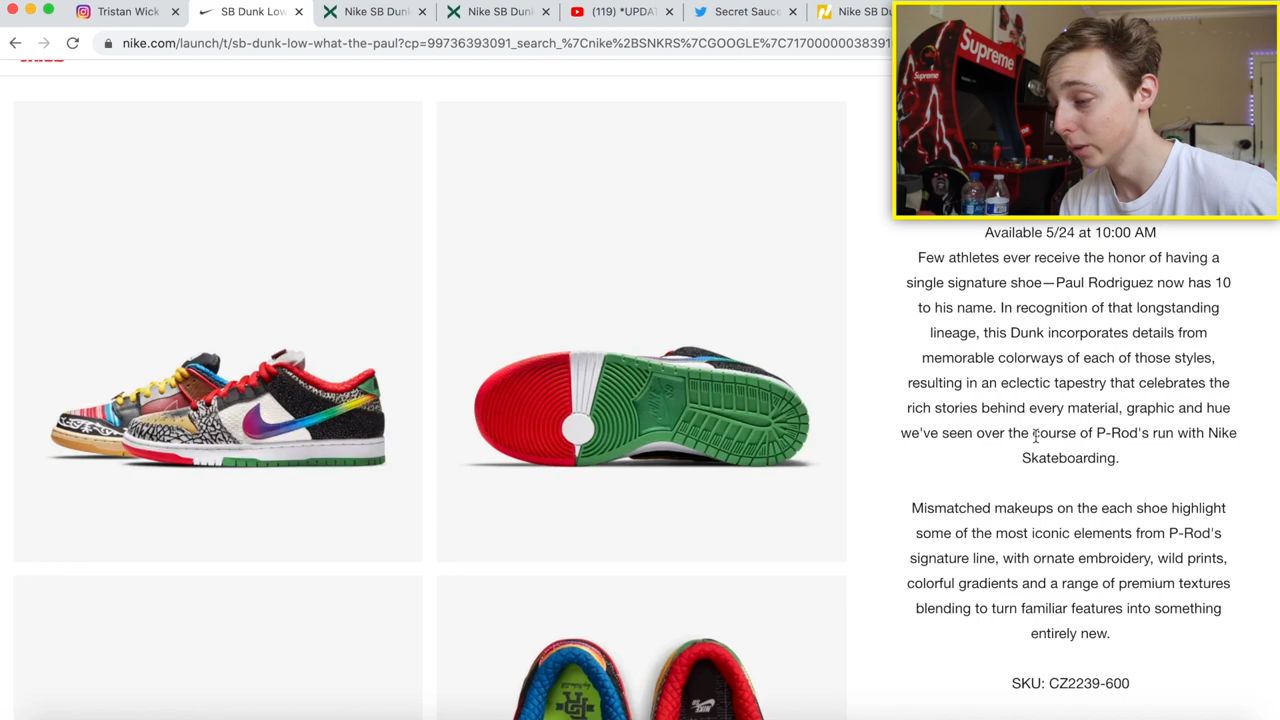 Tristan Wick
SB Dunk Low
Nike SB Dun
Nike SB Dun
(119) *UPDA
Secret Sauc
Nike SB Du
nike.com/launch/t/sb-dunk-low-what-the-paul?cp=99736393091_search_%7Cnike%2BSNKRS%7CGOOGLE%7C7170000003891
Supreme
Supreme
Available 5/24 at 10:00 AM
Few athletes ever receive the honor of having a
single signature shoe—Paul Rodriguez now has 10
to his name. In recognition of that longstanding
lineage, this Dunk incorporates details from
memorable colorways of each of those styles,
resulting in an eclectic tapestry that celebrates the
rich stories behind every material, graphic and hue
we've seen over the course of P-Rod's run with Nike
Skateboarding.
Mismatched makeups on the each shoe highlight
some of the most iconic elements from P-Rod's
signature line, with ornate embroidery, wild prints,
colorful gradients and a range of premium textures
blending to turn familiar features into something
entirely new.
SKU: CZ2239-600